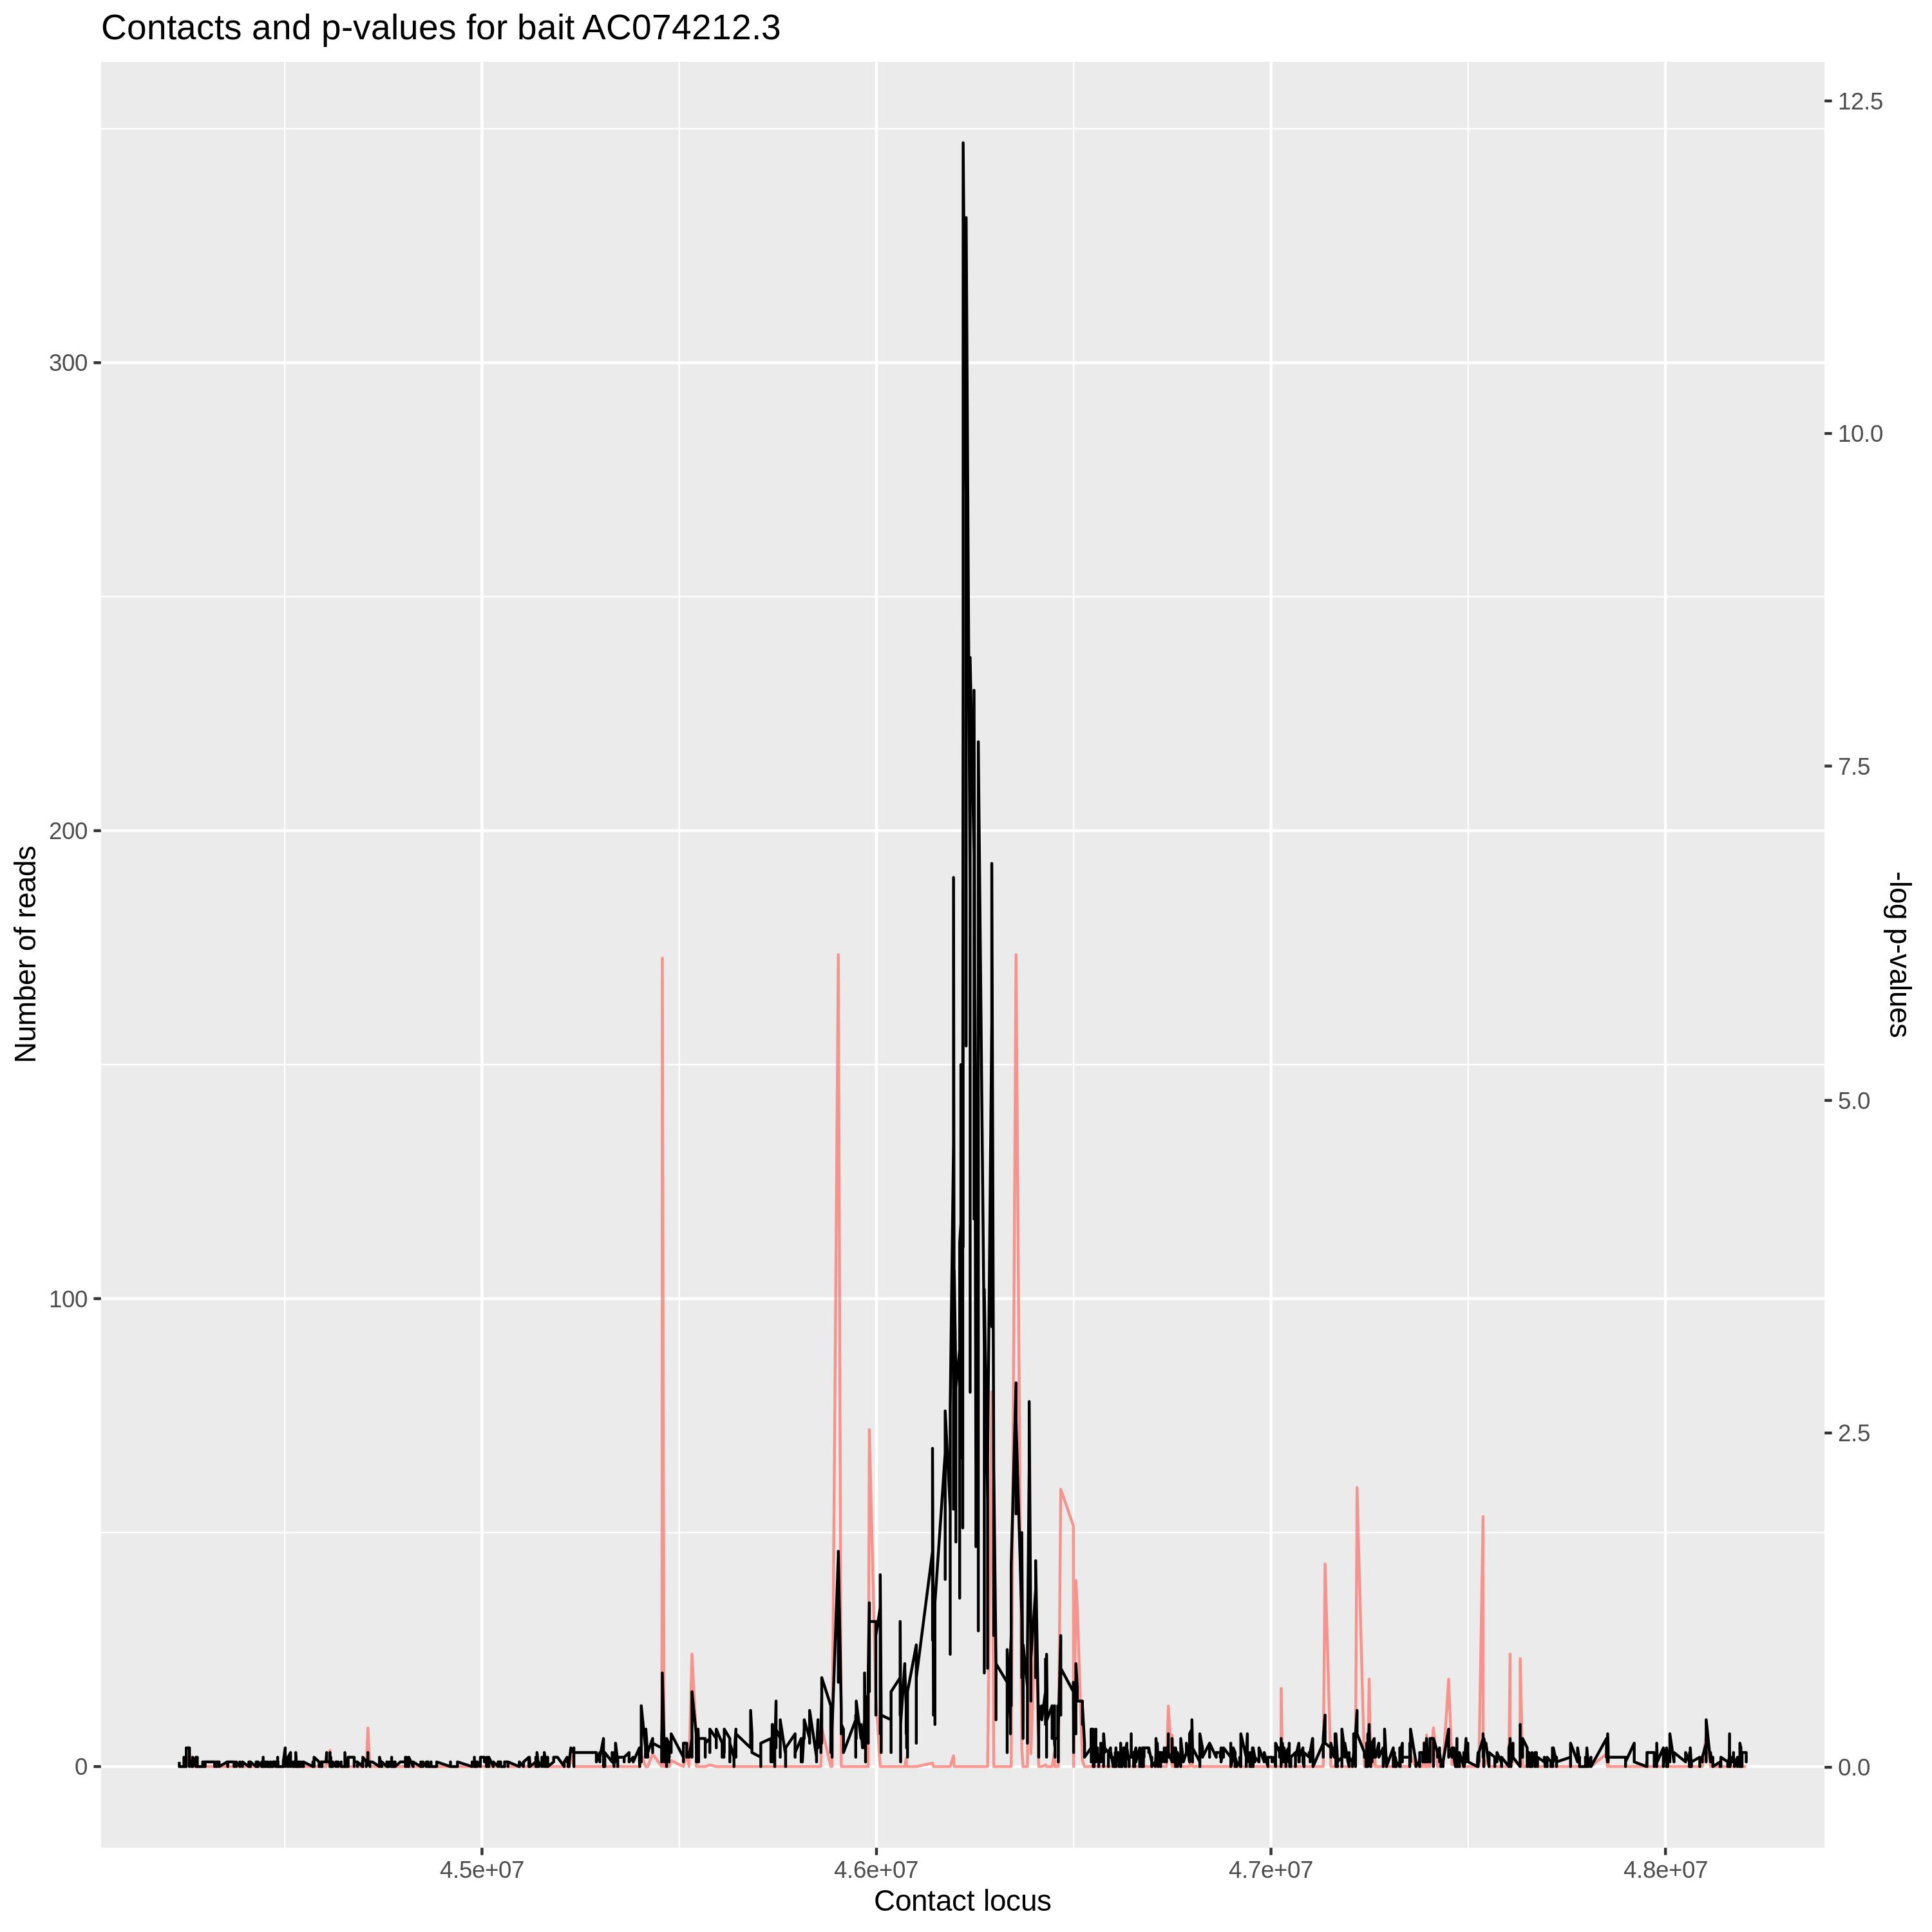 Contacts and p-values for bait AC074212.3
12.5
300
10.0
200
7.5
Number of reads
-log p-values
5.0
100
2.5
0
0.0
4.5e+07
4.6e+07
4.7e+07
4.8e+07
Contact locus